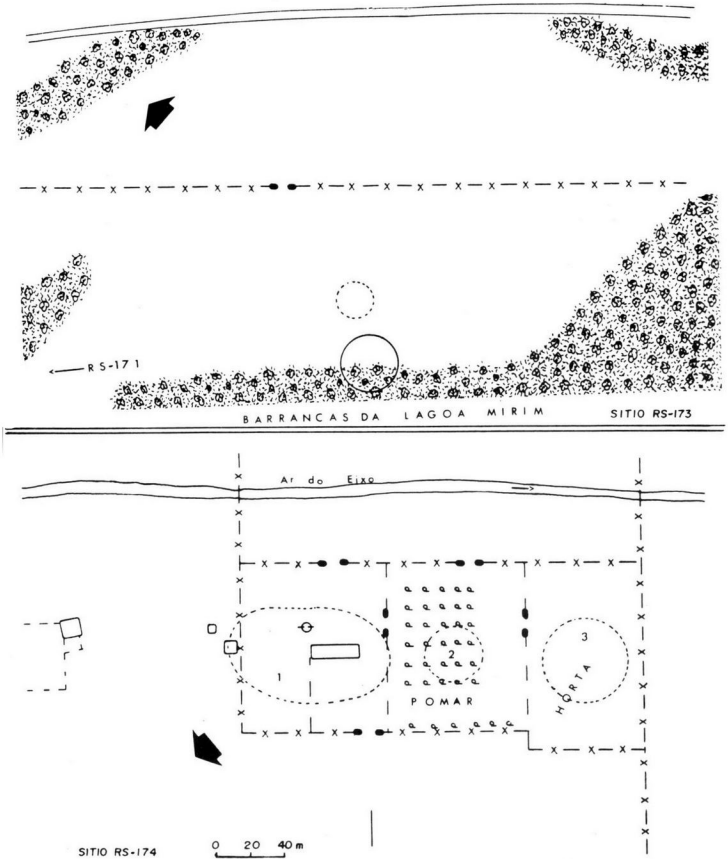 RS-171
BARRANCAS DA LAGOA MIRIM
SITIO RS-173
Ar do Eixo
1
2
3
HORTA
POMAR
SITIO RS-174
0 20 40 m